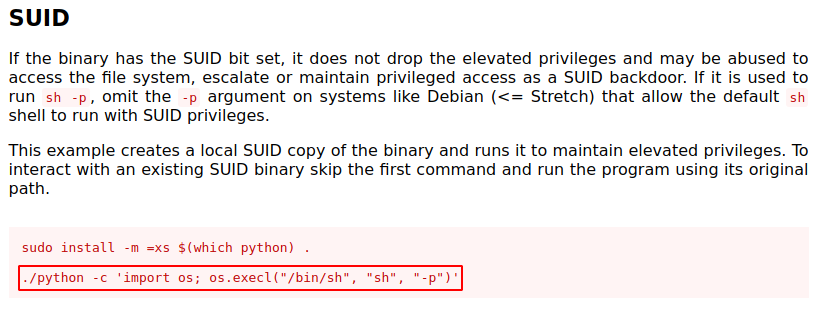 SUID
If the binary has the SUID bit set, it does not drop the elevated privileges and may be abused to
access the file system, escalate or maintain privileged access as a SUID backdoor. If it is used to
run sh -p, omit the -p argument on systems like Debian (<= Stretch) that allow the default sh
shell to run with SUID privileges.
This example creates a local SUID copy of the binary and runs it to maintain elevated privileges. To
interact with an existing SUID binary skip the first command and run the program using its original
path.
sudo install -m =xs $(which python) .
./python -c 'import os; os.execl("/bin/sh", "sh", "-p")'